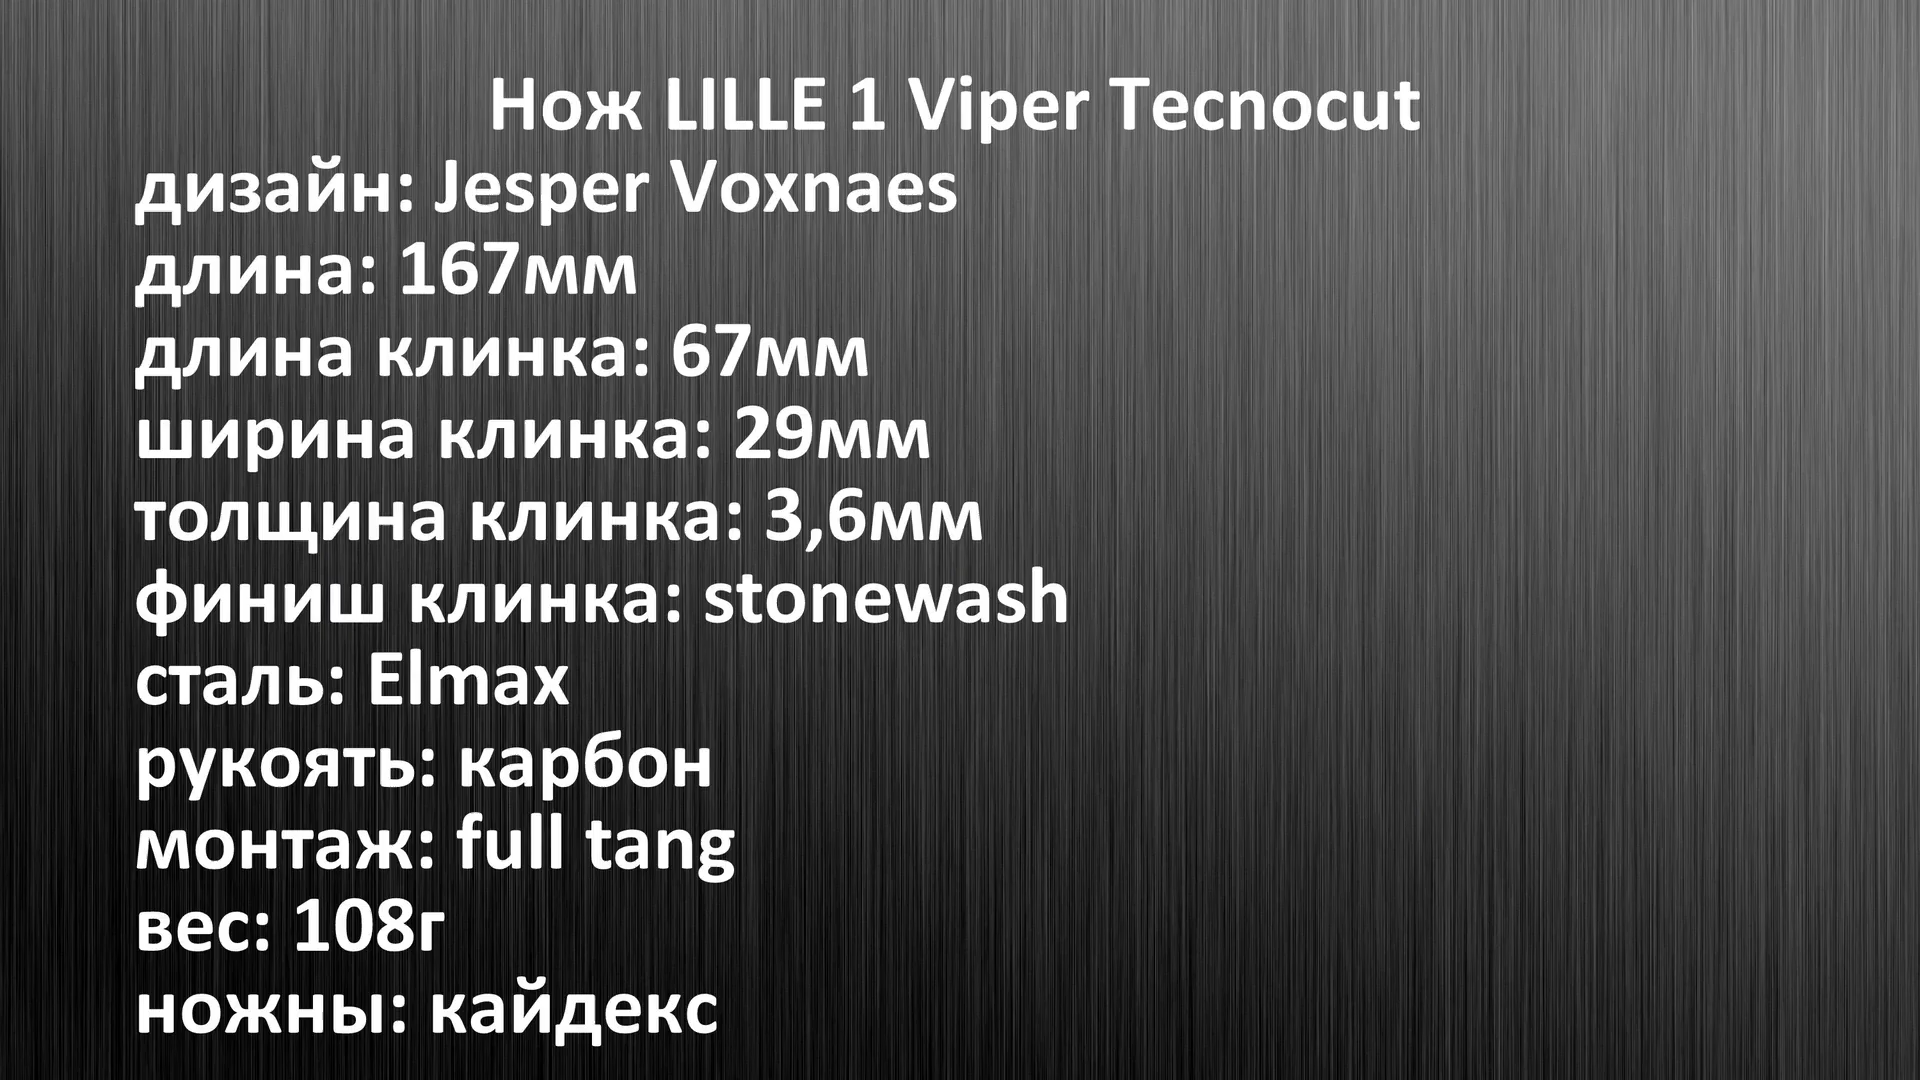 Нож LILLE 1 Viper Tecnocut
дизайн: Jesper Voxnaes
длина: 167мм
длина клинка: 67мм
ширина клинка: 29мм
толщина клинка: 3,6мм
финиш клинка: stonewash
сталь: Elmax
рукоять: карбон
монтаж: full tang
вес: 108г
ножны: кайдекс